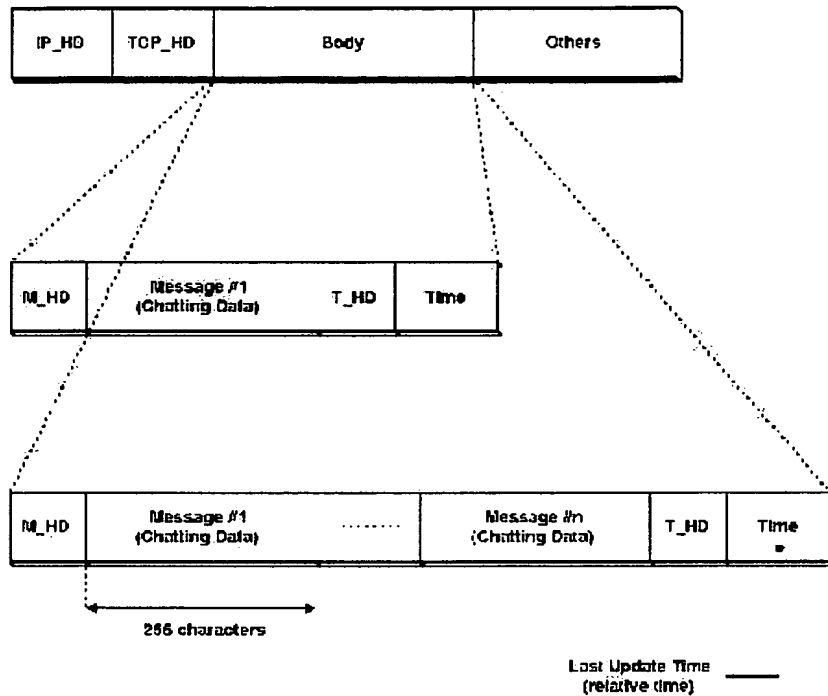 IP_HD TCP_HD Body Others
M_HD Message #1 T_HD Time
(Chatting Data)
M_HD Message #1 ........ Message #n T_HD Time
(Chatting Data) (Chatting Data)
256 characters
Last Update Time
(relative time)